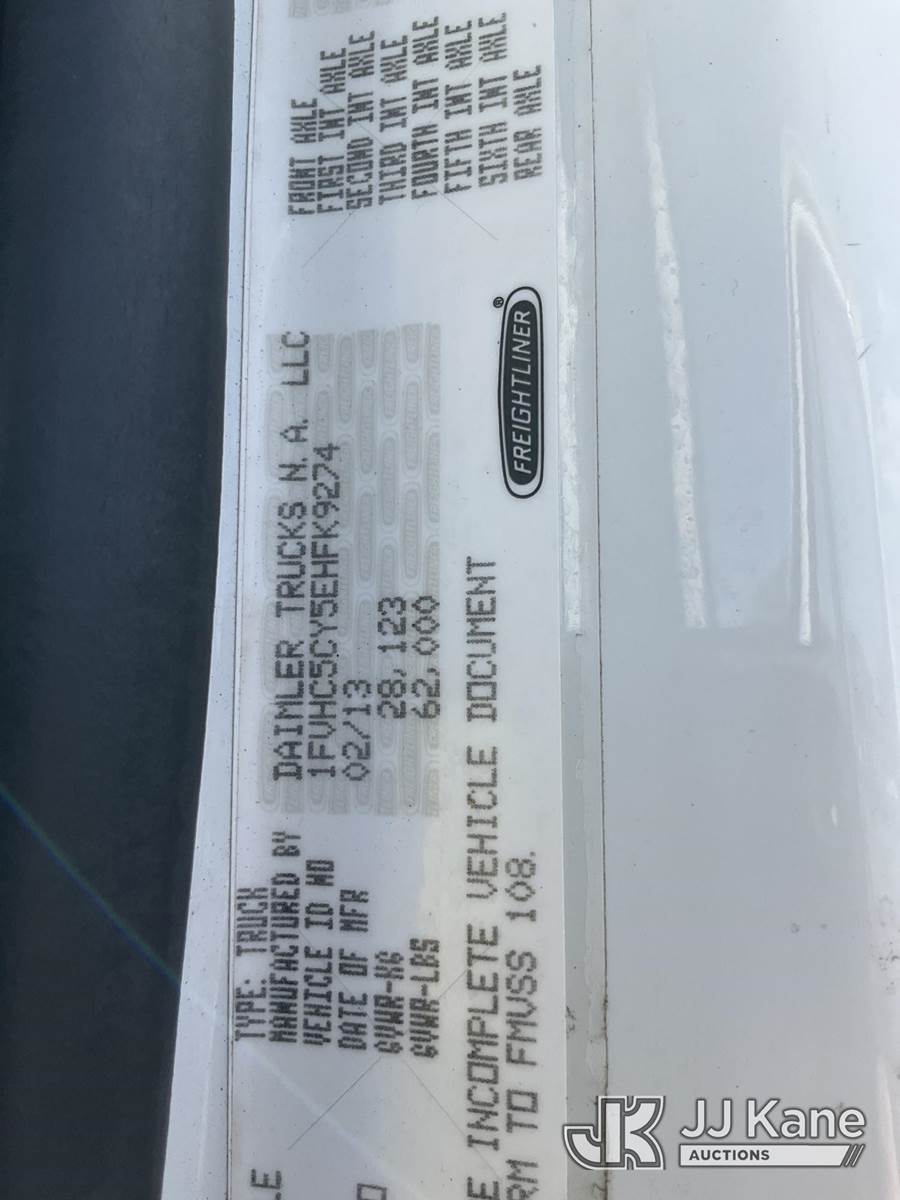 TYPE: TRUCK
MANUFACTURED BY DAIMLER TRUCKS N.A. LLC
VEHICLE ID NO 1FVHC5CY5EHFK9274
DATE OF MFR 02/13
GVWR-KG 28,123
GVWR-LBS 62,000
E INCOMPLETE VEHICLE DOCUMENT
RM TO FMVSS 108.
FREIGHTLINER®
FRONT AXLE
FIRST INT AXLE
SECOND INT AXLE
THIRD INT AXLE
FOURTH INT AXLE
FIFTH INT AXLE
SIXTH INT AXLE
REAR AXLE
JK JJ Kane
AUCTIONS